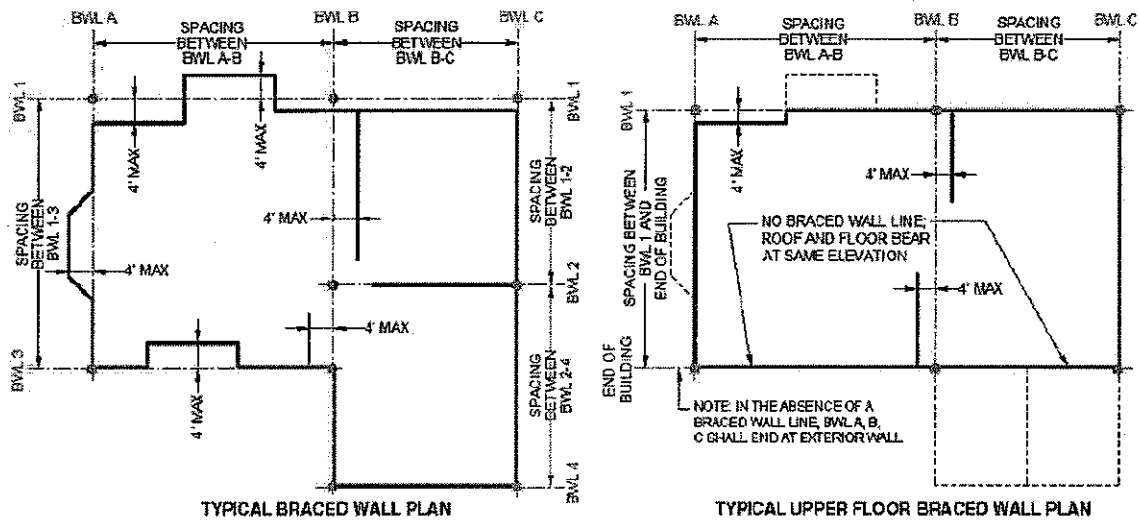 BWL A
BWL B
BWL C
SPACING
BETWEEN
BWL A-B
SPACING
BETWEEN
BWL B-C
BWL 1
BWL 1
4' MAX
4' MAX
SPACING
BETWEEN
BWL 1-3
4' MAX
4' MAX
SPACING
BETWEEN
BWL 1-2
BWL 2
4' MAX
4' MAX
BWL 3
SPACING
BETWEEN
BWL 2-4
BWL 4
TYPICAL BRACED WALL PLAN
BWL A
BWL B
BWL C
SPACING
BETWEEN
BWL A-B
SPACING
BETWEEN
BWL B-C
BWL 1
4' MAX
4' MAX
SPACING BETWEEN
BWL 1 AND
END OF BUILDING
NO BRACED WALL LINE;
ROOF AND FLOOR BEAR
AT SAME ELEVATION
4' MAX
END OF
BUILDING
NOTE: IN THE ABSENCE OF A
BRACED WALL LINE, BWL A, B,
C SHALL END AT EXTERIOR WALL
TYPICAL UPPER FLOOR BRACED WALL PLAN